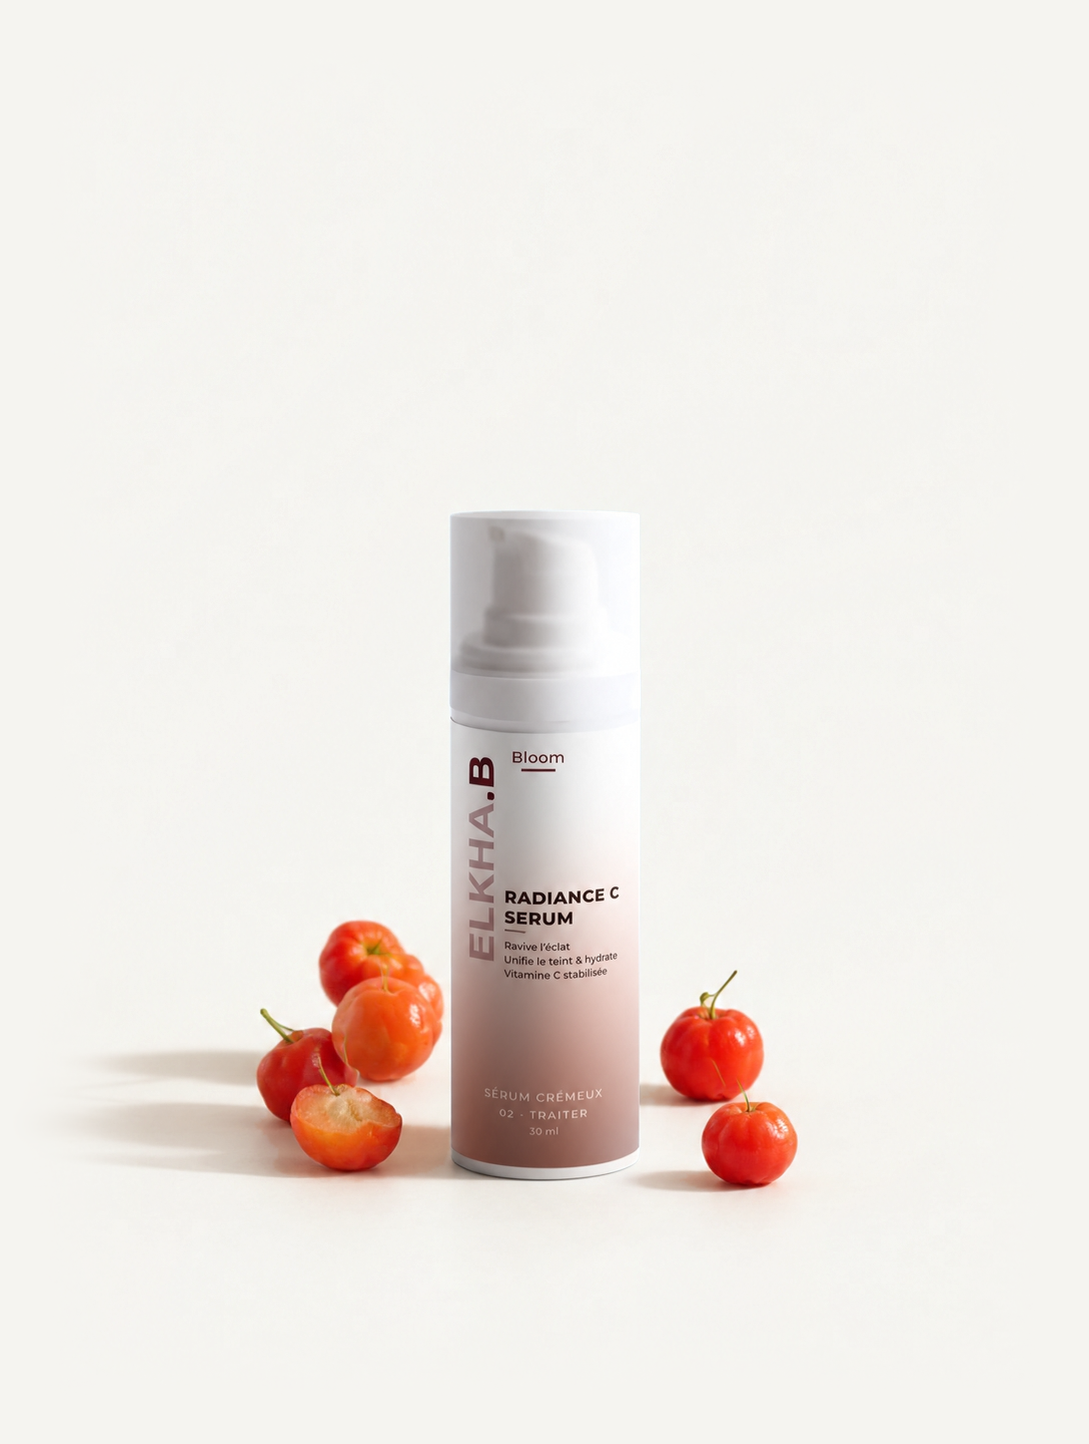 ELKHA.B
Bloom
RADIANCE C
SERUM
Ravive l'éclat
Unifie le teint & hydrate
Vitamine C stabilisée
SÉRUM CRÉMEUX
02 · TRAITER
30 ml